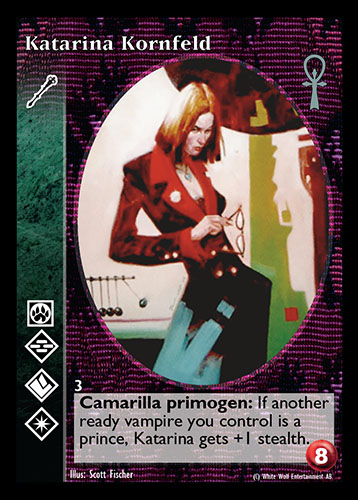 Katarina Kornfeld
3
Camarilla primogen: If another
ready vampire you control is a
prince, Katarina gets +1 stealth.
8
Illus: Scott Fischer
(C) White Wolf Entertainment AB.